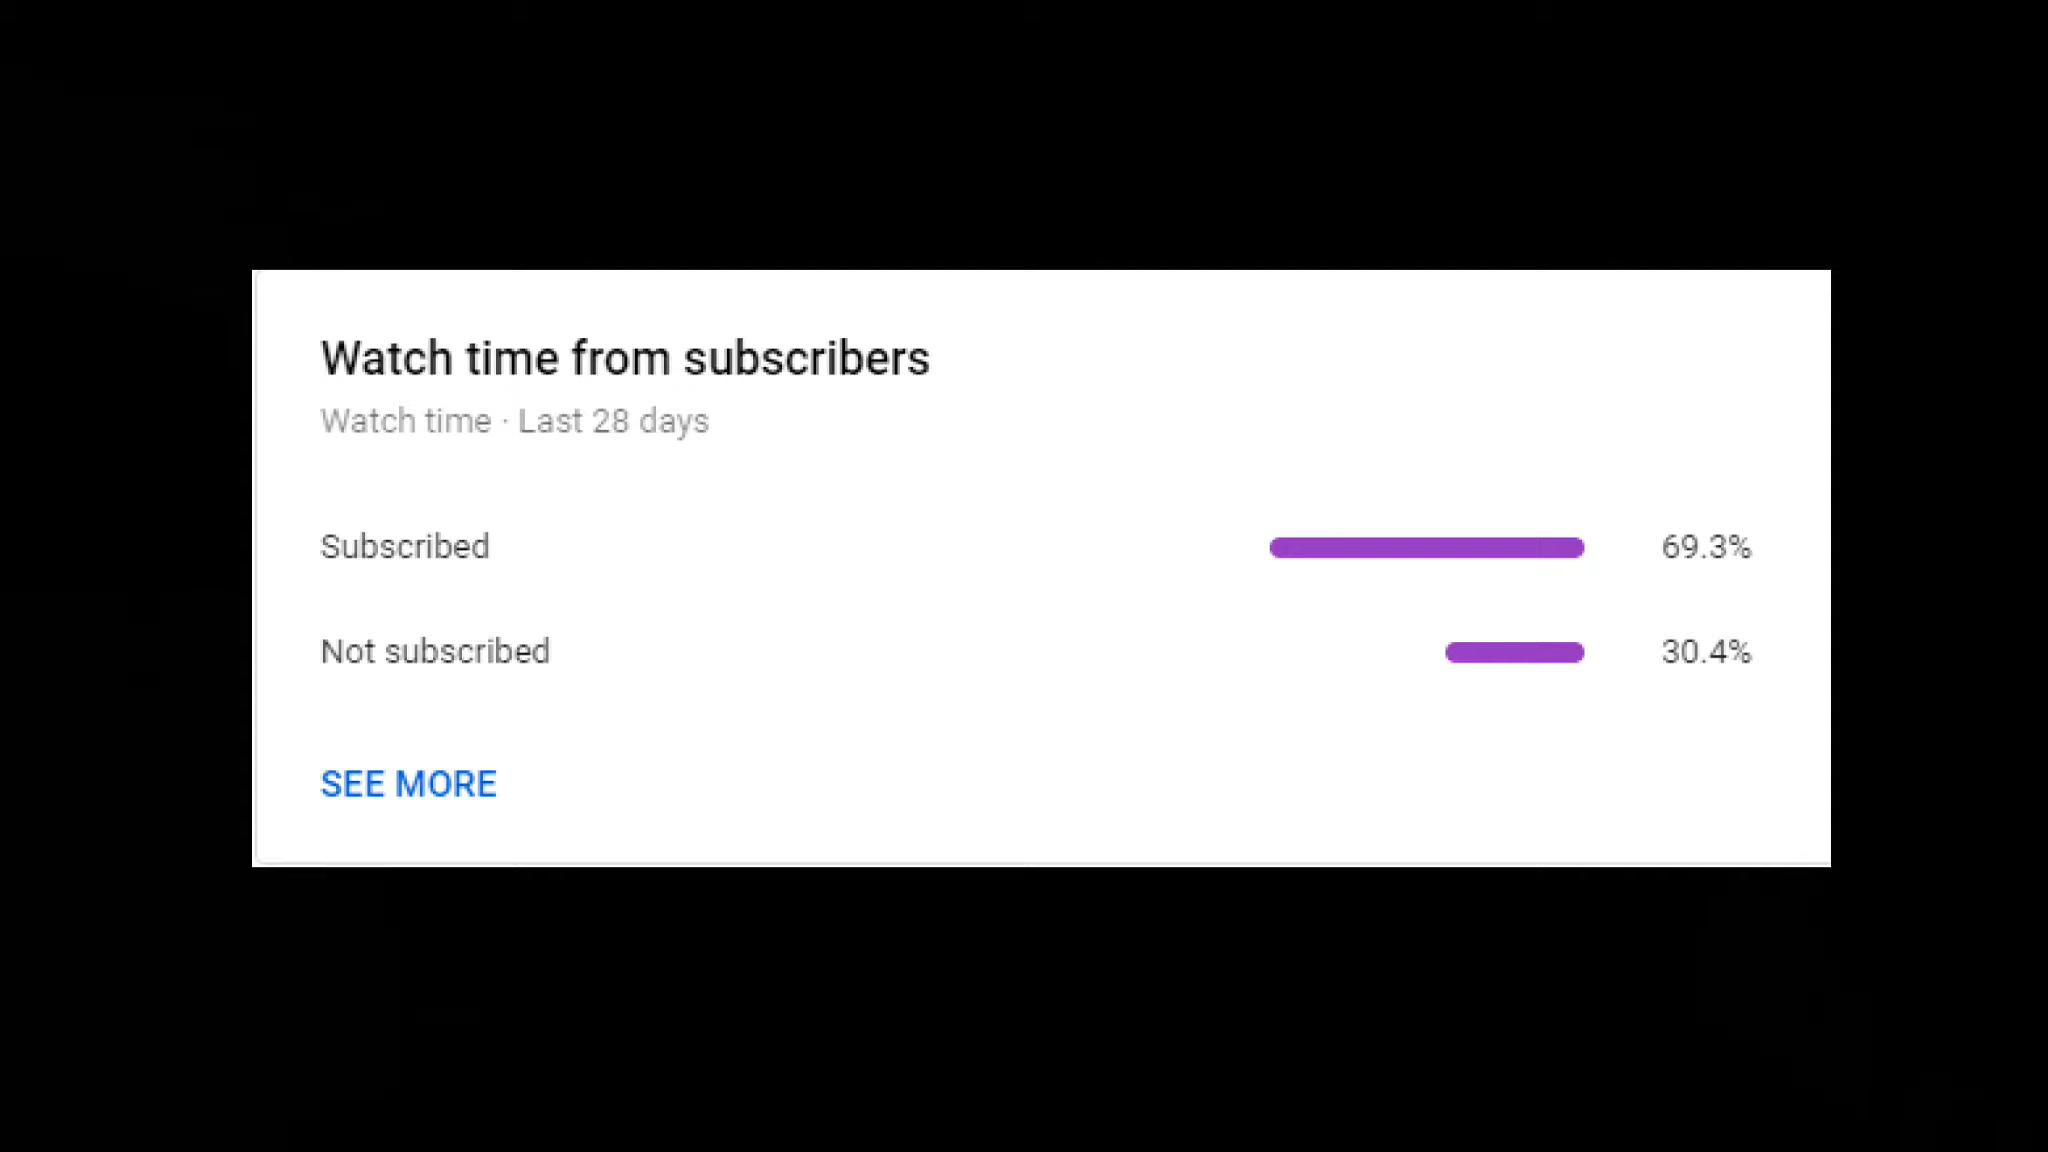 Watch time from subscribers
Watch time · Last 28 days
Subscribed 69.3%
Not subscribed 30.4%
SEE MORE